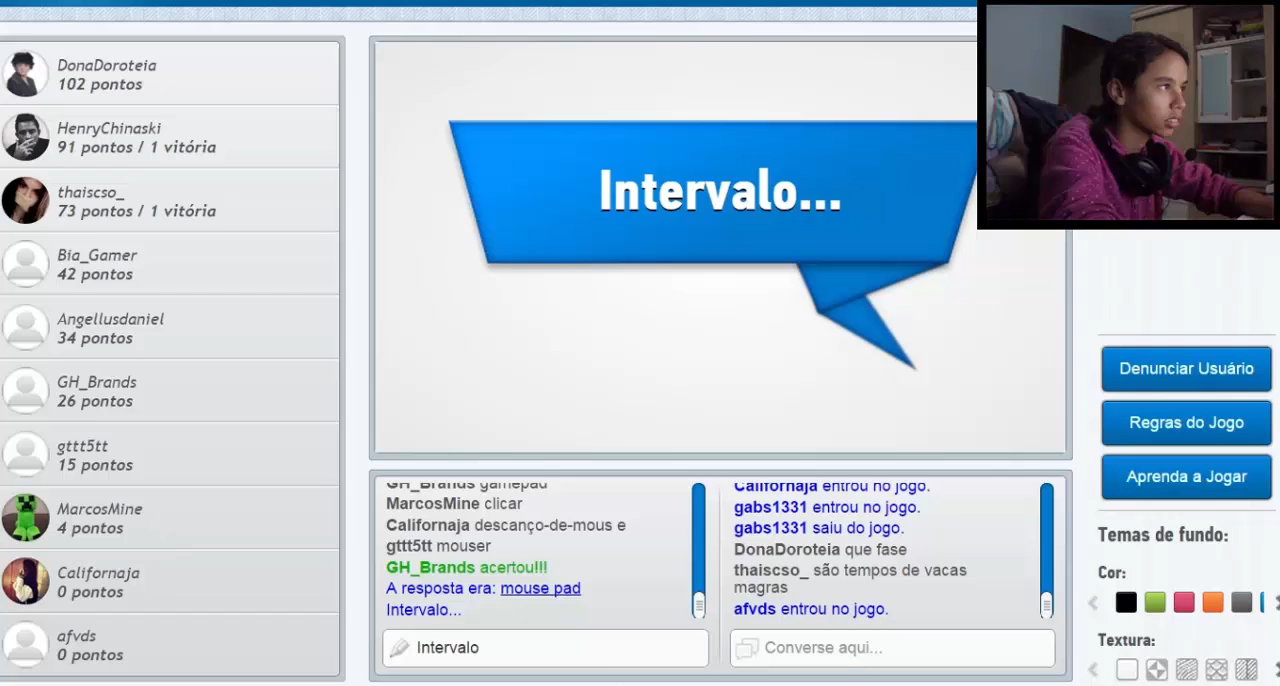 DonaDoroteia
102 pontos
HenryChinaski
91 pontos / 1 vitória
thaiscso_
73 pontos / 1 vitória
Bia_Gamer
42 pontos
Angellusdaniel
34 pontos
GH_Brands
26 pontos
gttt5tt
15 pontos
MarcosMine
4 pontos
Californaja
0 pontos
afvds
0 pontos
Intervalo...
GH_Brands gamepad
MarcosMine clicar
Californaja descanço-de-mous e
gttt5tt mouser
GH_Brands acertou!!!
A resposta era: mouse pad
Intervalo...
Intervalo
Californaja entrou no jogo.
gabs1331 entrou no jogo.
gabs1331 saiu do jogo.
DonaDoroteia que fase
thaiscso_ são tempos de vacas
magras
afvds entrou no jogo.
Converse aqui...
Denunciar Usuário
Regras do Jogo
Aprenda a Jogar
Temas de fundo:
Cor:
Textura: